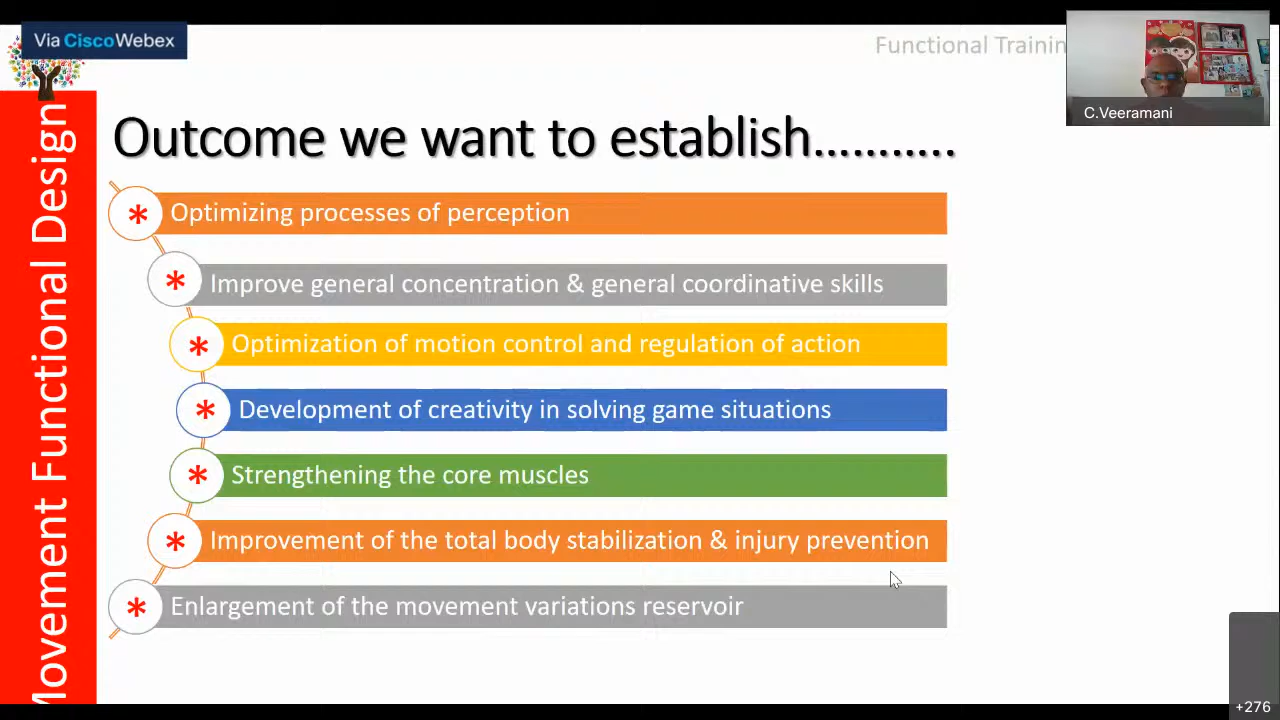 Via Cisco Webex
Functional Trainin
C.Veeramani
Movement Functional Design
Outcome we want to establish...........
* Optimizing processes of perception
* Improve general concentration & general coordinative skills
* Optimization of motion control and regulation of action
* Development of creativity in solving game situations
* Strengthening the core muscles
* Improvement of the total body stabilization & injury prevention
* Enlargement of the movement variations reservoir
+276